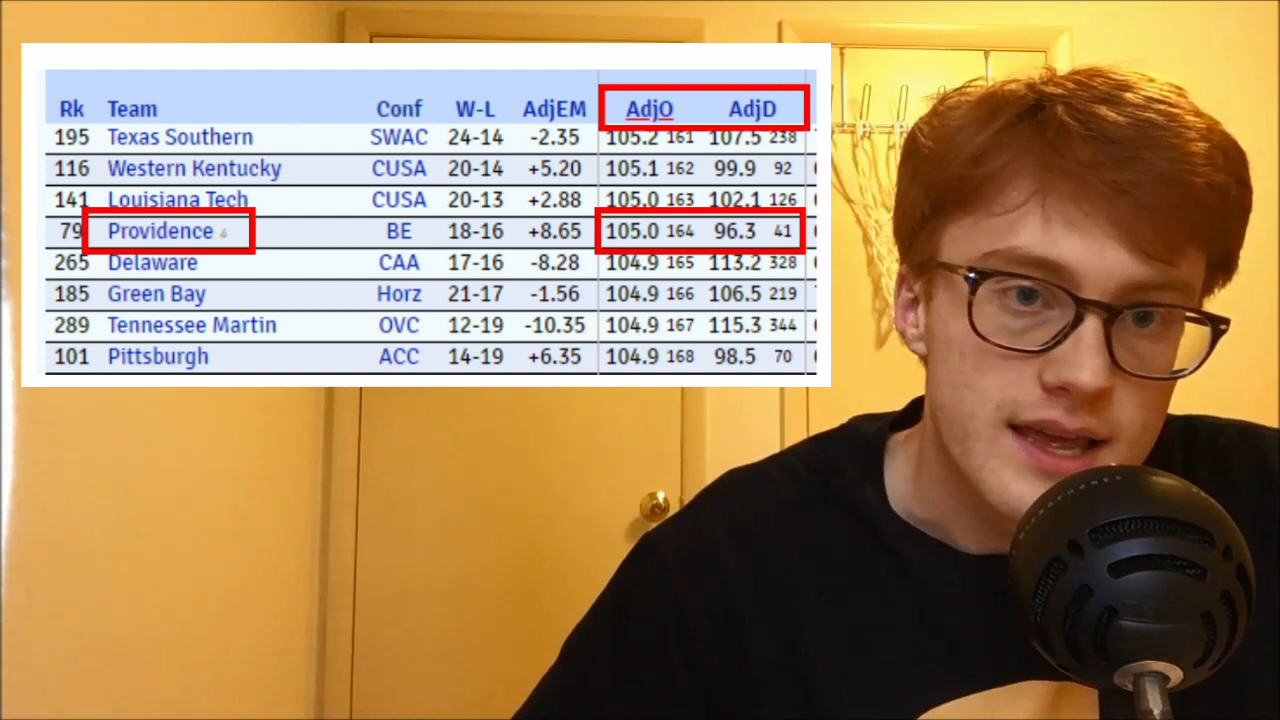 Rk Team Conf W-L AdjEM AdjO AdjD
195 Texas Southern SWAC 24-14 -2.35 105.2 161 107.5 238
116 Western Kentucky CUSA 20-14 +5.20 105.1 162 99.9 92
141 Louisiana Tech CUSA 20-13 +2.88 105.0 163 102.1 126
79 Providence 4 BE 18-16 +8.65 105.0 164 96.3 41
265 Delaware CAA 17-16 -8.28 104.9 165 113.2 328
185 Green Bay Horz 21-17 -1.56 104.9 166 106.5 219
289 Tennessee Martin OVC 12-19 -10.35 104.9 167 115.3 344
101 Pittsburgh ACC 14-19 +6.35 104.9 168 98.5 70